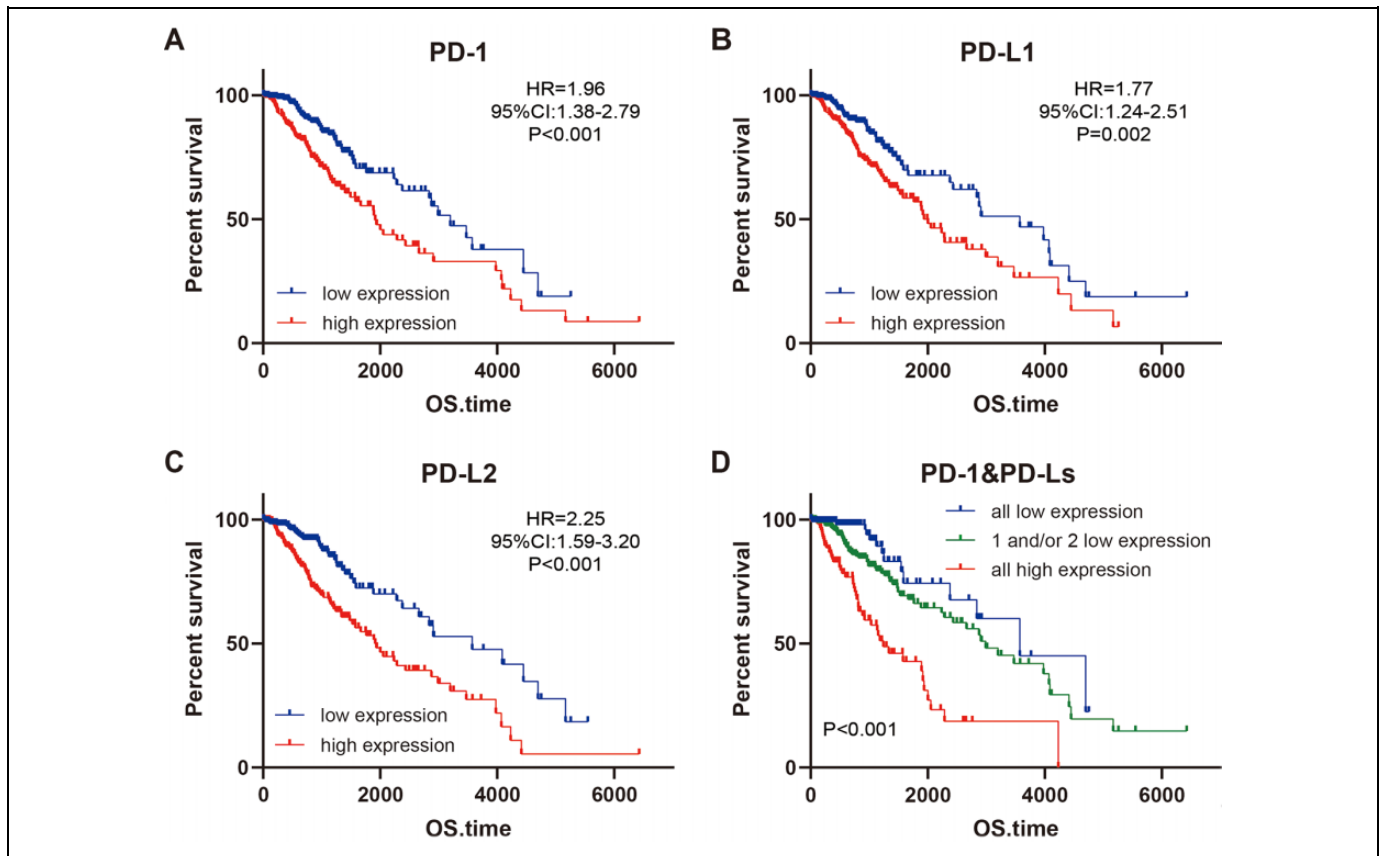 A
PD-1
HR=1.96
95%CI:1.38-2.79
P<0.001
Percent survival
100
50
0
low expression
high expression
0 2000 4000 6000
OS.time
B
PD-L1
HR=1.77
95%CI:1.24-2.51
P=0.002
Percent survival
100
50
0
low expression
high expression
0 2000 4000 6000
OS.time
C
PD-L2
HR=2.25
95%CI:1.59-3.20
P<0.001
Percent survival
100
50
0
low expression
high expression
0 2000 4000 6000
OS.time
D
PD-1&PD-Ls
all low expression
1 and/or 2 low expression
all high expression
Percent survival
100
50
0
P<0.001
0 2000 4000 6000
OS.time